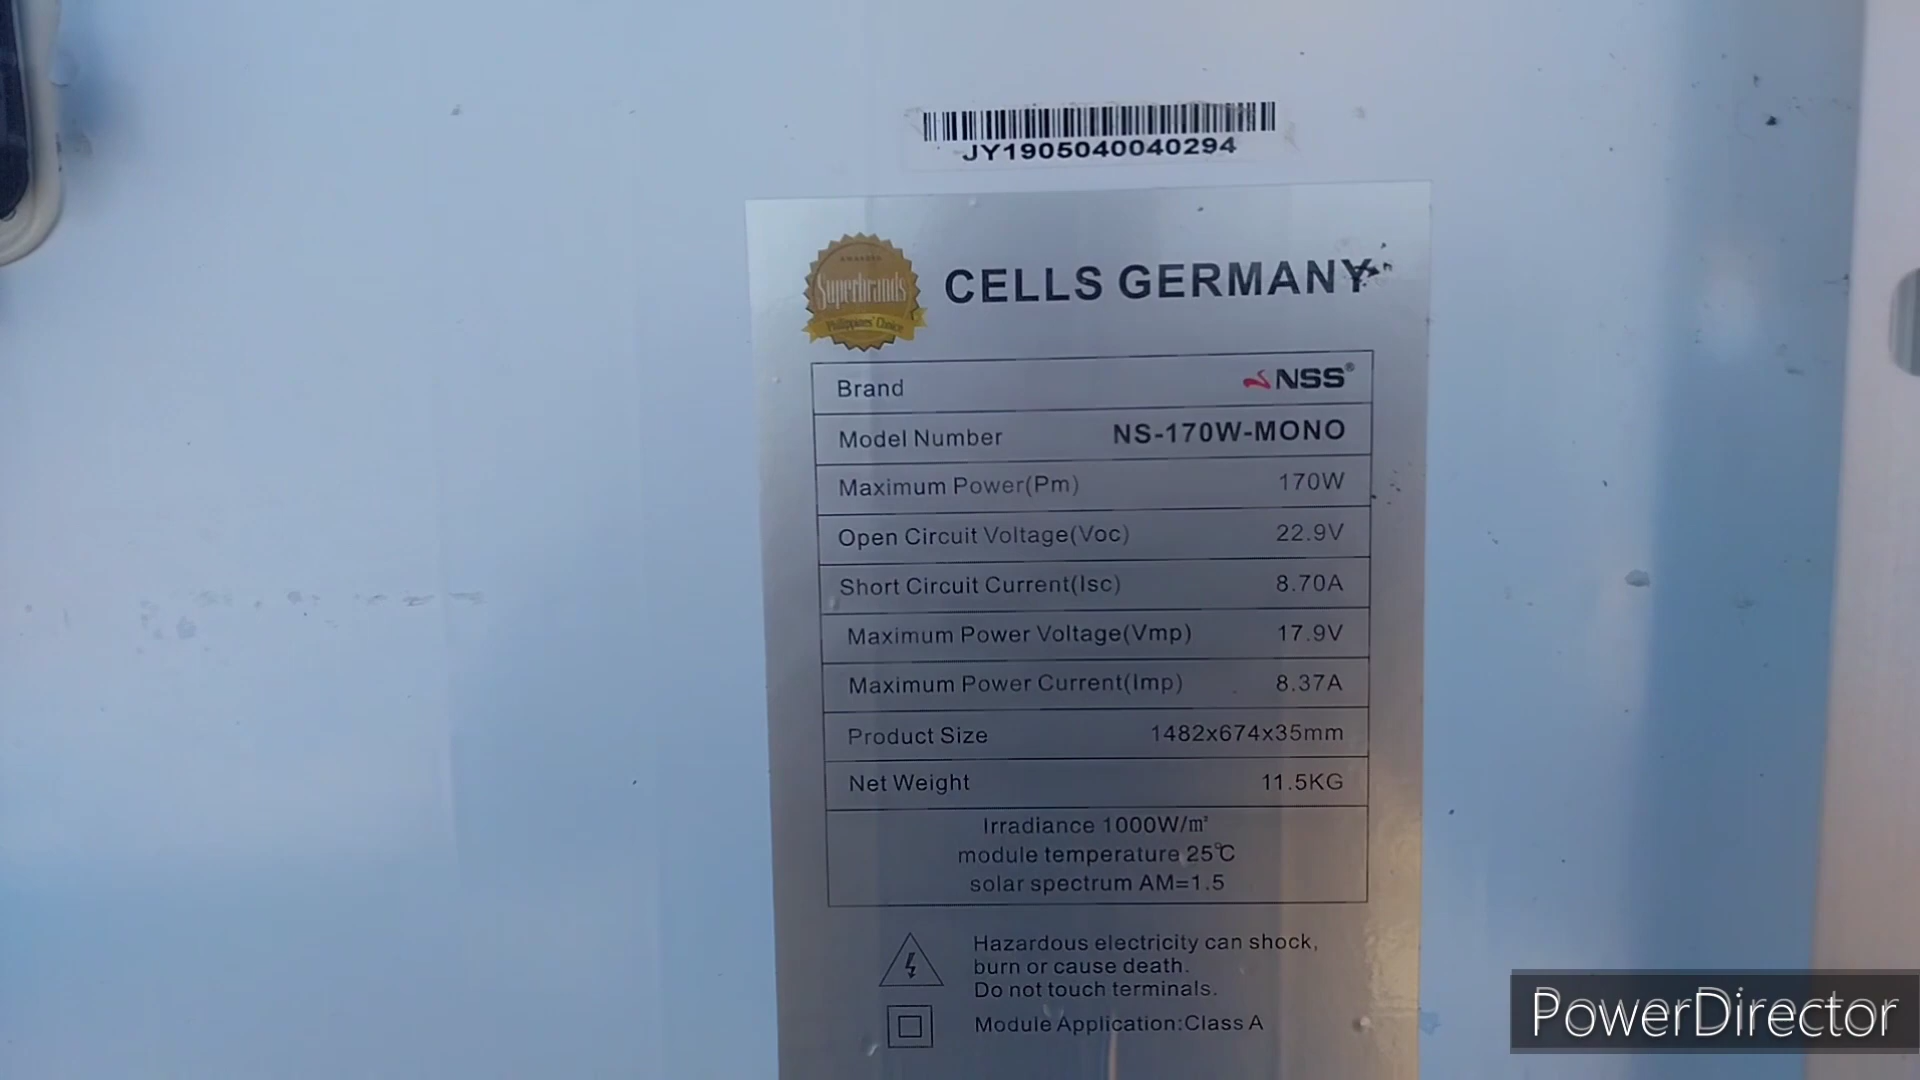 JY1905040040294
AWARDED
Superbrands
Philippines' Choice
CELLS GERMANY
Brand NSS®
Model Number NS-170W-MONO
Maximum Power(Pm) 170W
Open Circuit Voltage(Voc) 22.9V
Short Circuit Current(Isc) 8.70A
Maximum Power Voltage(Vmp) 17.9V
Maximum Power Current(Imp) 8.37A
Product Size 1482x674x35mm
Net Weight 11.5KG
Irradiance 1000W/m²
module temperature 25℃
solar spectrum AM=1.5
Hazardous electricity can shock,
burn or cause death.
Do not touch terminals.
Module Application:Class A
PowerDirector